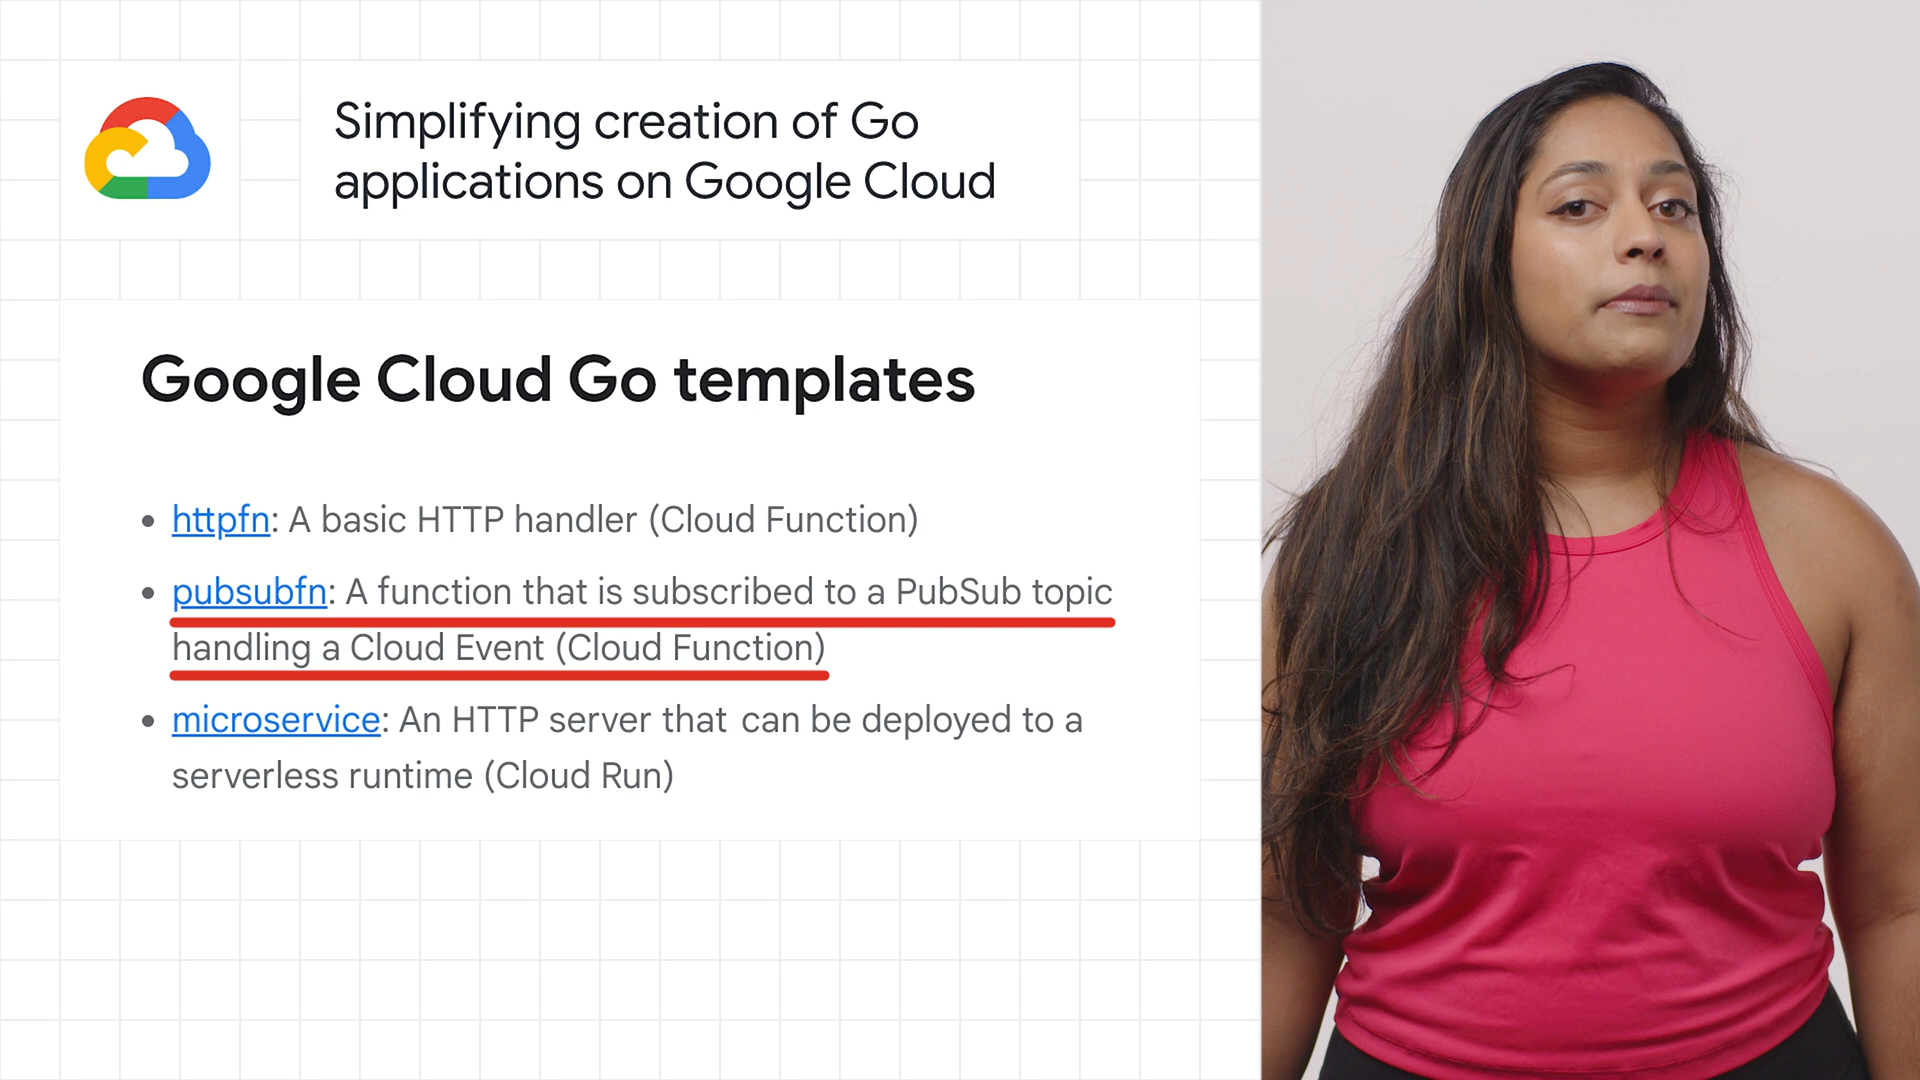 Simplifying creation of Go
applications on Google Cloud
Google Cloud Go templates
• httpfn: A basic HTTP handler (Cloud Function)
• pubsubfn: A function that is subscribed to a PubSub topic
handling a Cloud Event (Cloud Function)
• microservice: An HTTP server that can be deployed to a
serverless runtime (Cloud Run)